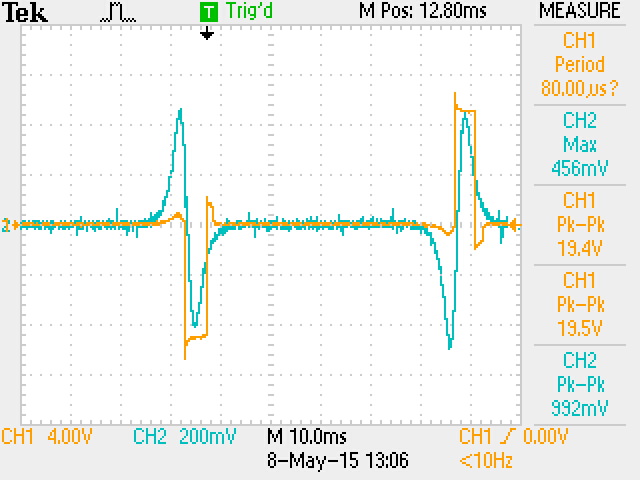 Tek T Trig'd M Pos: 12.80ms MEASURE
CH1
Period
80.00µs?
CH2
Max
456mV
CH1
Pk-Pk
19.4V
CH1
Pk-Pk
19.5V
CH2
Pk-Pk
992mV
2
CH1 4.00V CH2 200mV M 10.0ms CH1 0.00V
8-May-15 13:06 <10Hz